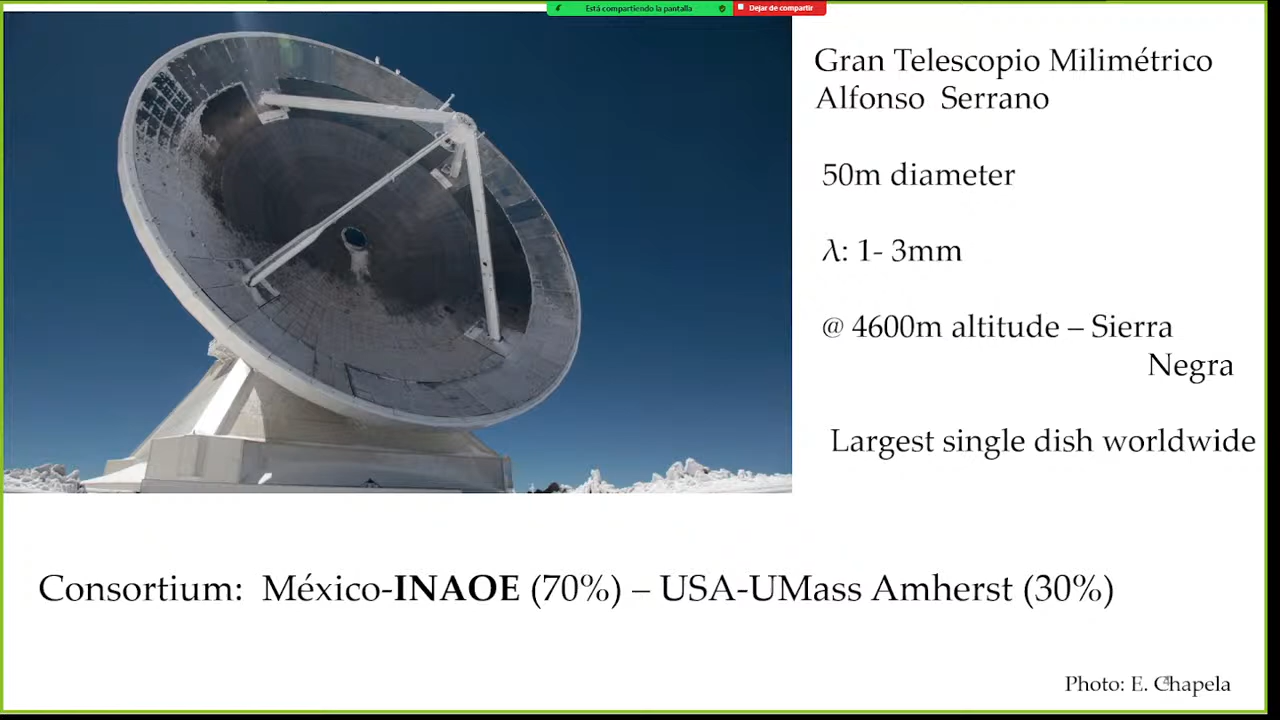 Está compartiendo la pantalla
Dejar de compartir
Gran Telescopio Milimétrico
Alfonso Serrano
50m diameter
λ: 1- 3mm
@ 4600m altitude – Sierra
Negra
Largest single dish worldwide
Consortium: México-INAOE (70%) – USA-UMass Amherst (30%)
Photo: E. Chapela
4